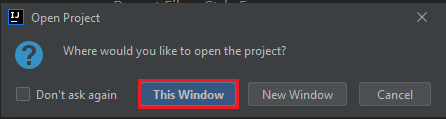 Open Project
Where would you like to open the project?
Don't ask again
This Window
New Window
Cancel